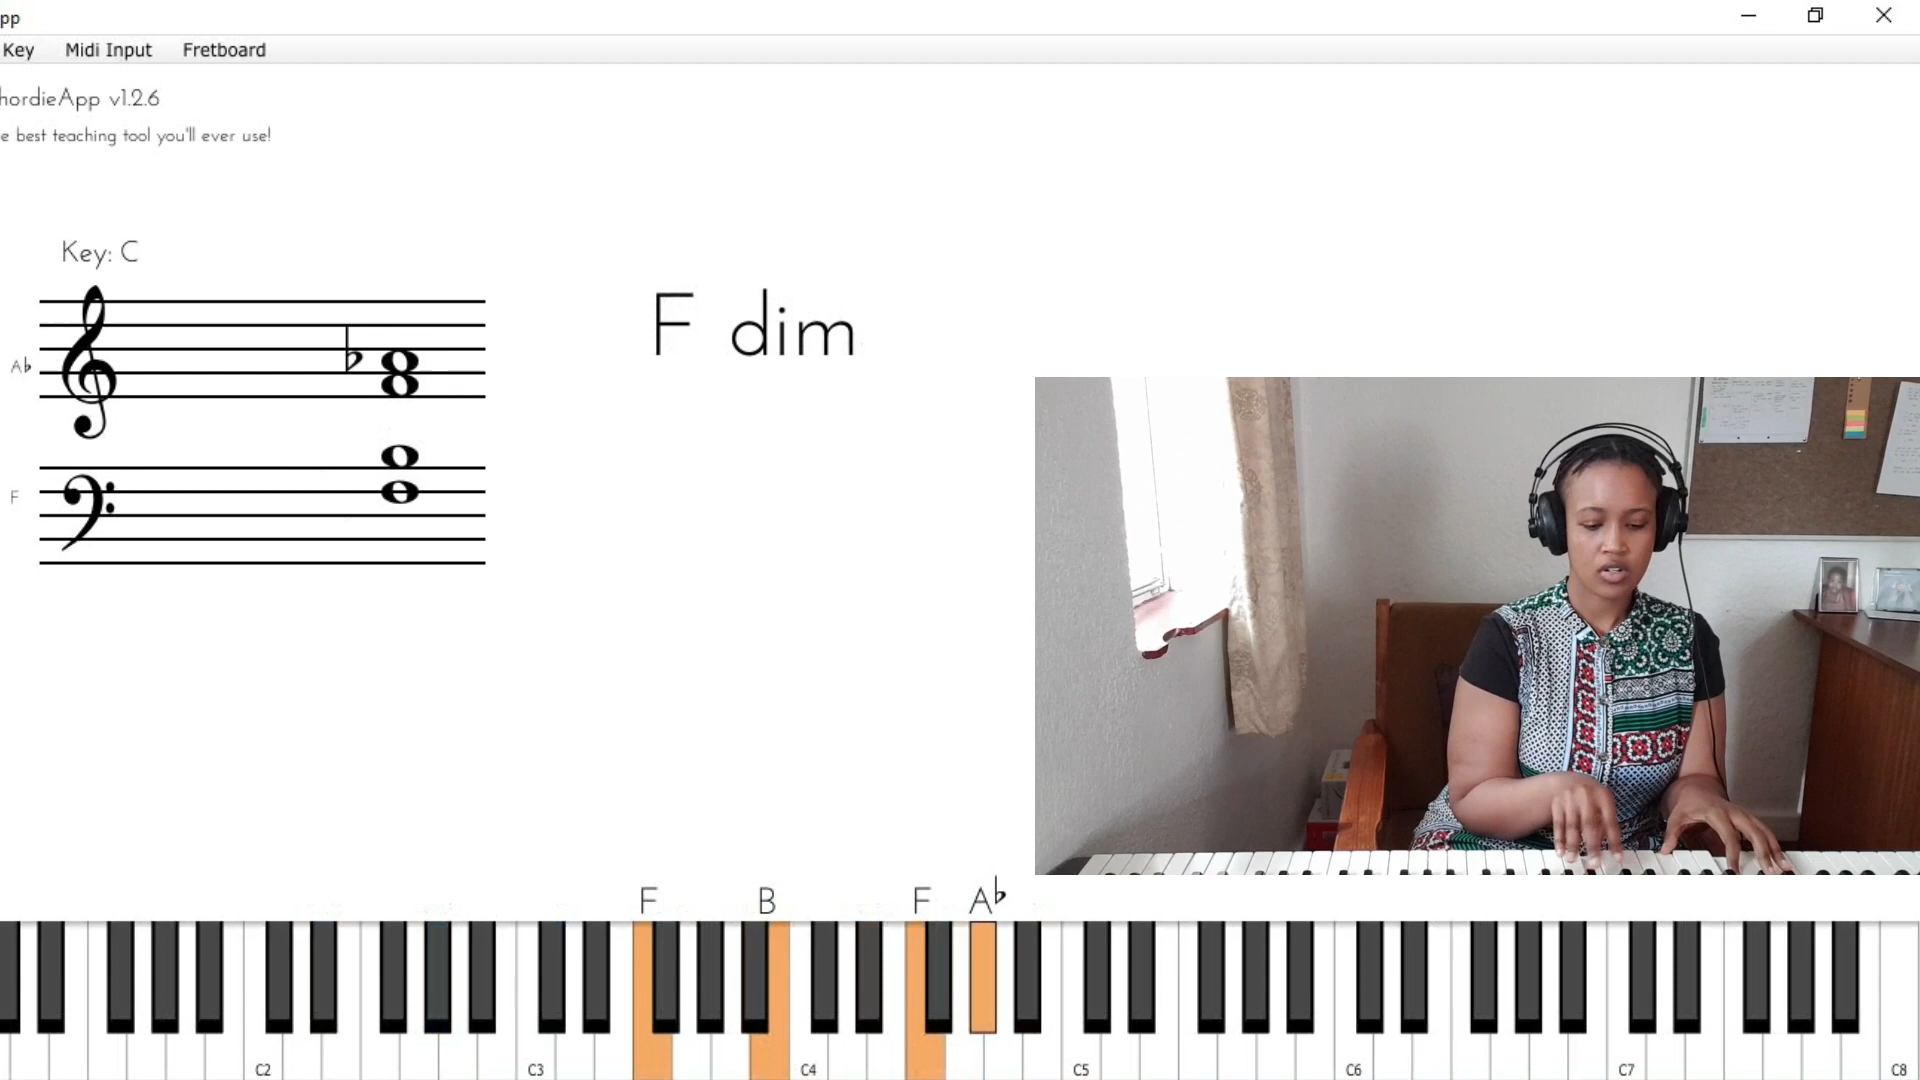 pp
Key Midi Input Fretboard
hordieApp v1.2.6
e best teaching tool you'll ever use!
Key: C
F dim
A♭
F
F B F A♭
C2 C3 C4 C5 C6 C7 C8